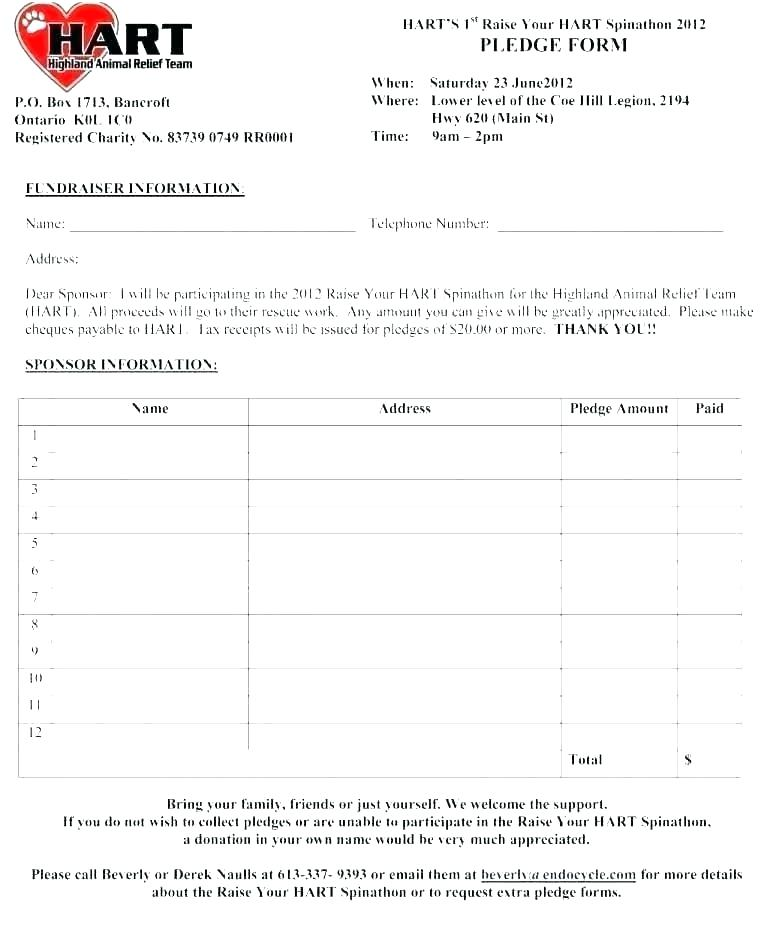 HART
Highland Animal Relief Team
P.O. Box 1713, Bancroft
Ontario K0L 1C0
Registered Charity No. 83739 0749 RR0001
HART'S 1st Raise Your HART Spinathon 2012
PLEDGE FORM
When: Saturday 23 June2012
Where: Lower level of the Coe Hill Legion, 2194
Hwy 620 (Main St)
Time: 9am – 2pm
FUNDRAISER INFORMATION:
Name: Telephone Number:
Address:
Dear Sponsor: I will be participating in the 2012 Raise Your HART Spinathon for the Highland Animal Relief Team
(HART). All proceeds will go to their rescue work. Any amount you can give will be greatly appreciated. Please make
cheques payable to HART. Tax receipts will be issued for pledges of $20.00 or more. THANK YOU!!
SPONSOR INFORMATION:
Name Address Pledge Amount Paid
1
2
3
4
5
6
7
8
9
10
11
12
Total $
Bring your family, friends or just yourself. We welcome the support.
If you do not wish to collect pledges or are unable to participate in the Raise Your HART Spinathon,
a donation in your own name would be very much appreciated.
Please call Beverly or Derek Naulls at 613-337- 9393 or email them at beverly@endocycle.com for more details
about the Raise Your HART Spinathon or to request extra pledge forms.